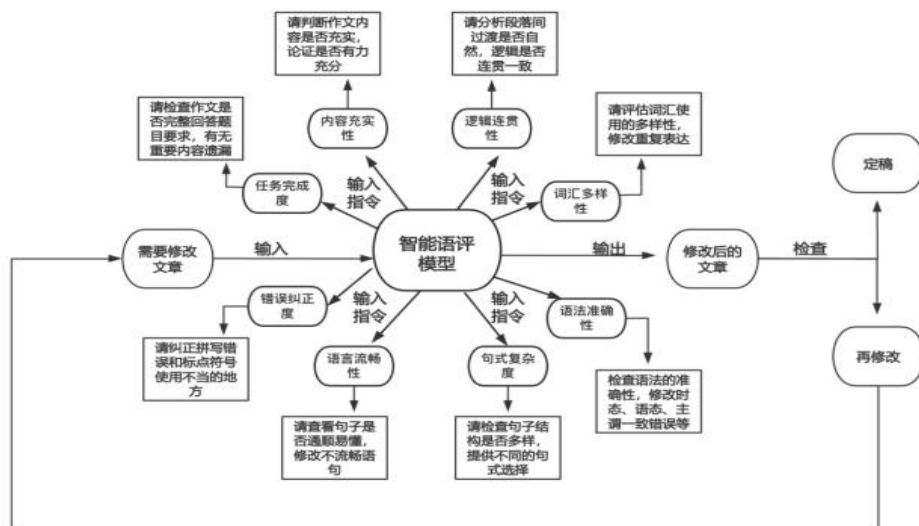 请判断作文内
容是否充实，
论证是否有力
充分
请分析段落间
过渡是否自
然，逻辑是否
连贯一致
请检查作文是
否完整回答题
目要求，有无
重要内容遗漏
内容充实
性
逻辑连贯
性
请评估词汇使
用的多样性，
修改重复表达
任务完成
度
输入
指令
输入
指令
词汇多样
性
定稿
需要修改
文章
输入
智能语评
模型
输出
修改后的
文章
检查
错误纠正
度
输入
指令
输入
指令
语法准确
性
请纠正拼写错
误和标点符号
使用不当的地
方
语言流畅
性
句式复杂
度
再修改
检查语法的准
确性，修改时
态、语态、主
谓一致错误等
请查看句子是
否通顺易懂，
修改不流畅语
句
请检查句子结
构是否多样，
提供不同的句
式选择